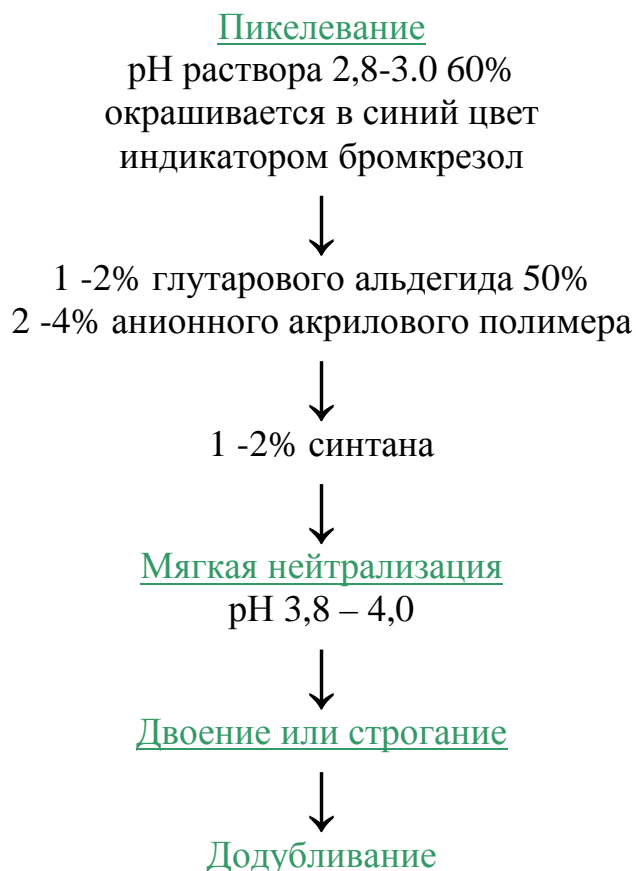 Пикелевание
pH раствора 2,8-3.0 60%
окрашивается в синий цвет
индикатором бромкрезол
1 -2% глутарового альдегида 50%
2 -4% анионного акрилового полимера
1 -2% синтана
Мягкая нейтрализация
pH 3,8 – 4,0
Двоение или строгание
Додубливание